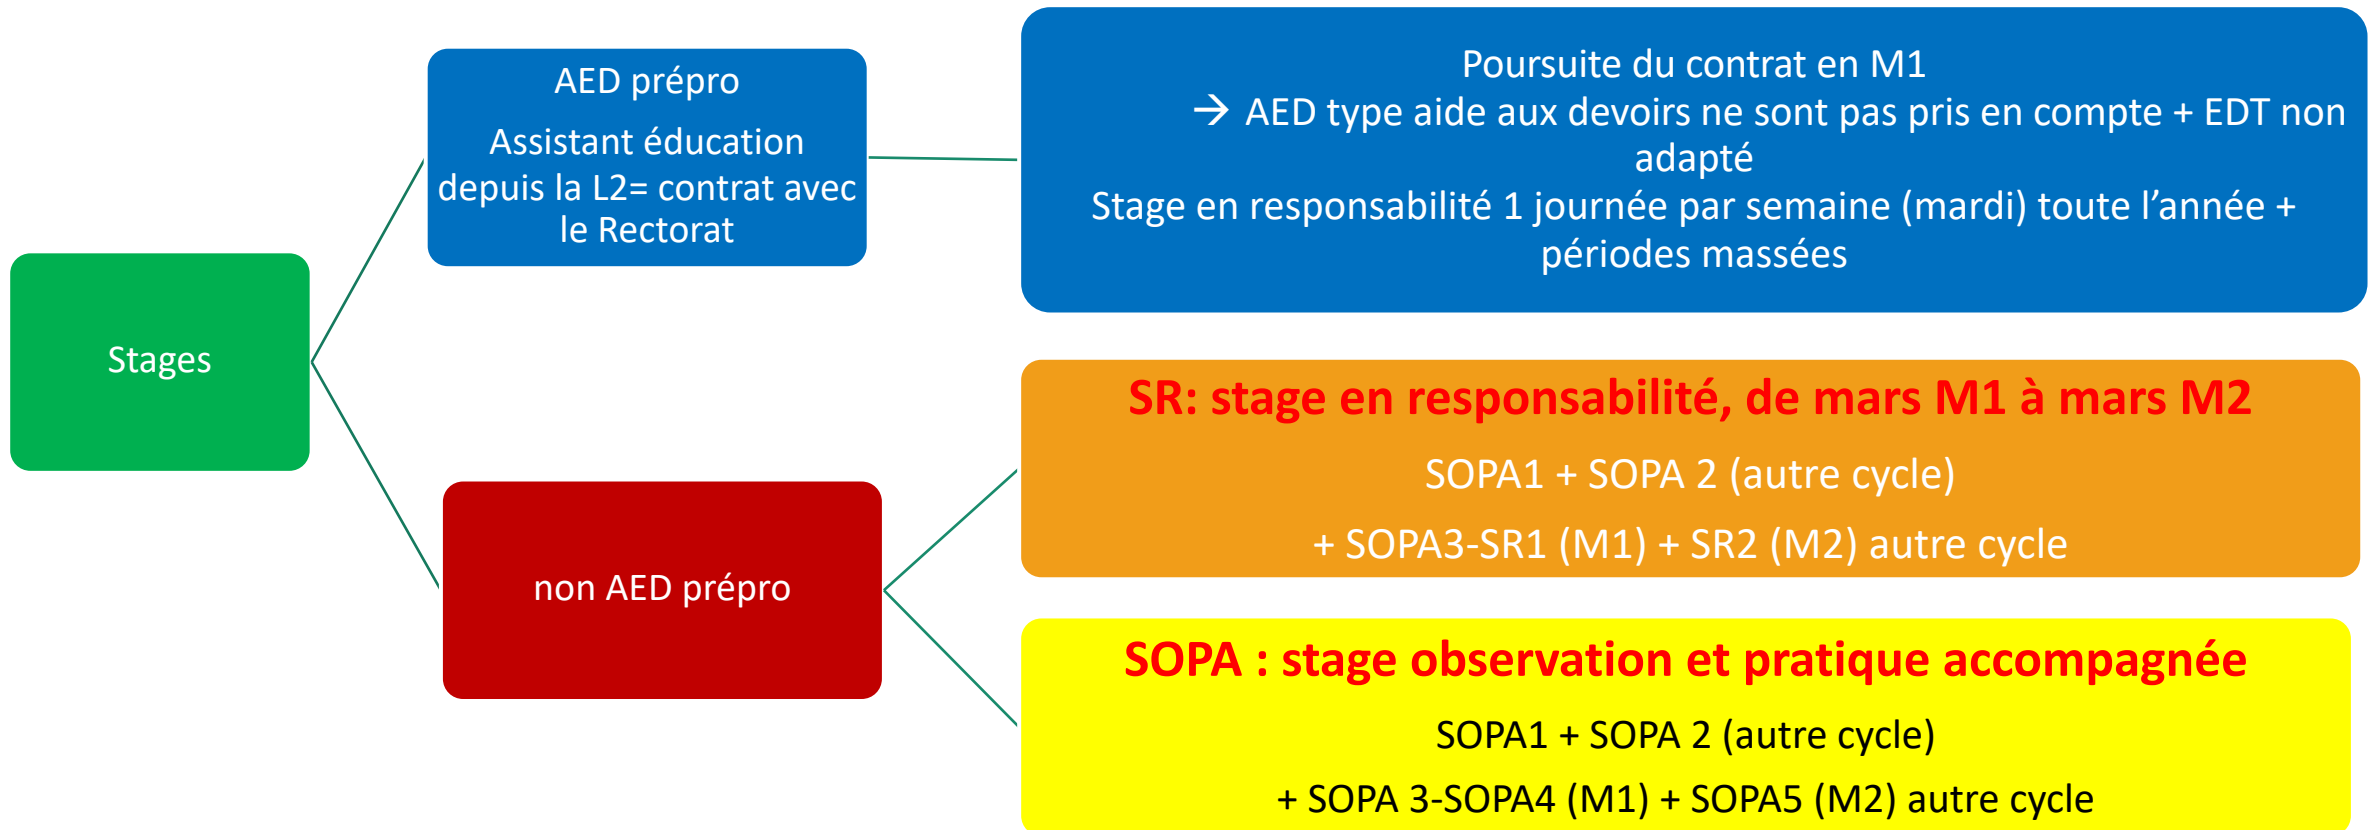 Stages
AED prépro
Assistant éducation
depuis la L2= contrat avec
le Rectorat
Poursuite du contrat en M1
→ AED type aide aux devoirs ne sont pas pris en compte + EDT non
adapté
Stage en responsabilité 1 journée par semaine (mardi) toute l’année +
périodes massées
non AED prépro
SR: stage en responsabilité, de mars M1 à mars M2
SOPA1 + SOPA 2 (autre cycle)
+ SOPA3-SR1 (M1) + SR2 (M2) autre cycle
SOPA : stage observation et pratique accompagnée
SOPA1 + SOPA 2 (autre cycle)
+ SOPA 3-SOPA4 (M1) + SOPA5 (M2) autre cycle